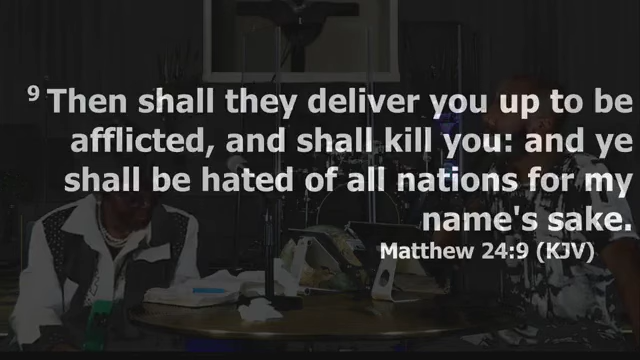 9 Then shall they deliver you up to be
afflicted, and shall kill you: and ye
shall be hated of all nations for my
name's sake.
Matthew 24:9 (KJV)